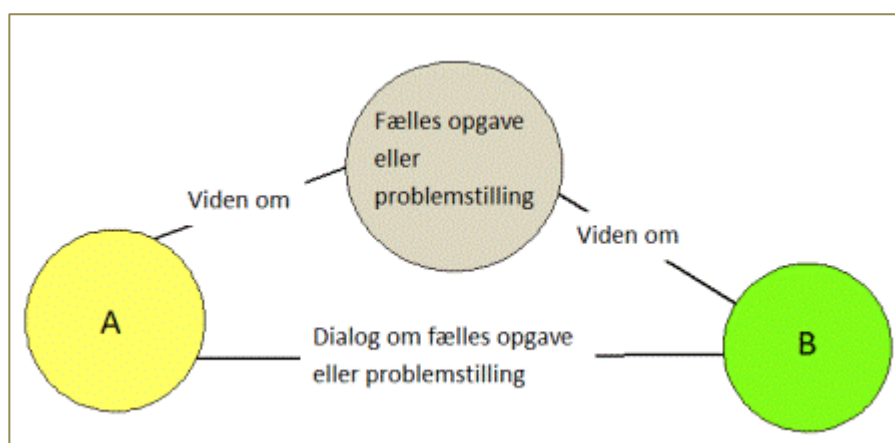 Fælles opgave
eller
problemstilling
Viden om
Viden om
A
B
Dialog om fælles opgave
eller problemstilling